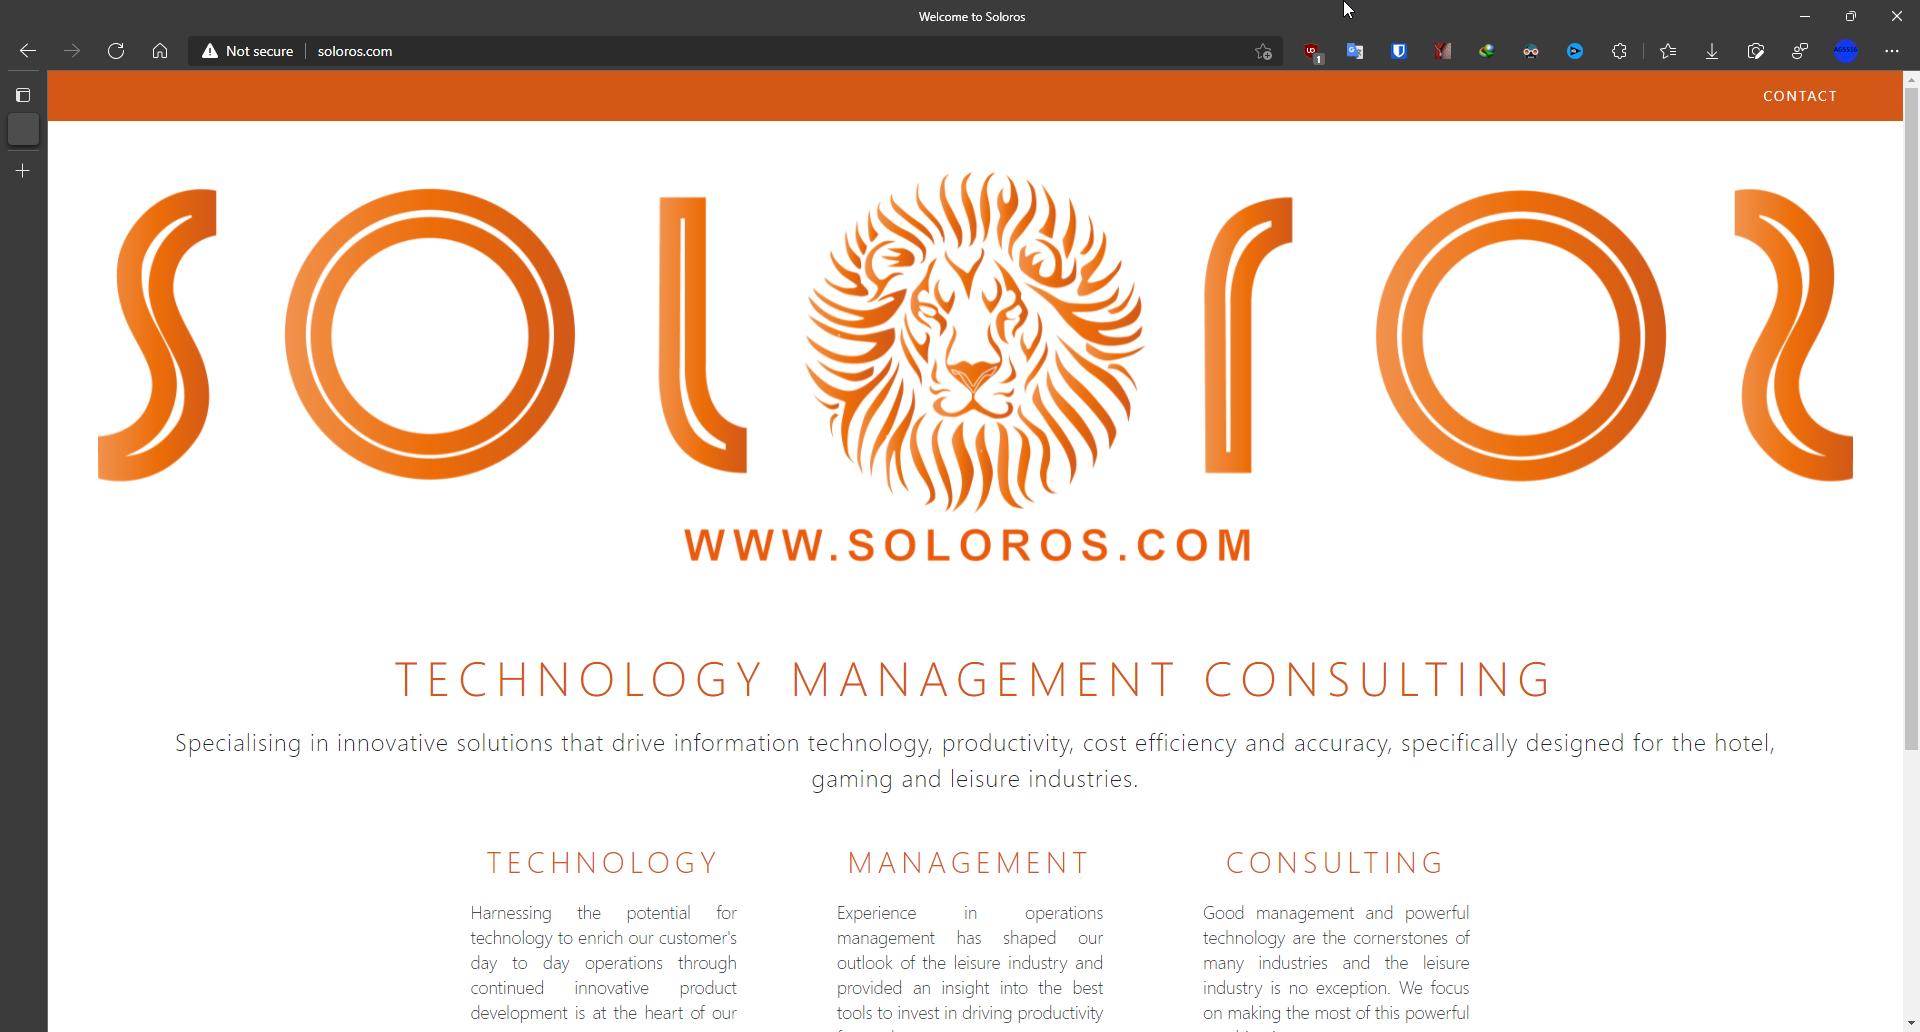 Welcome to Soloros
Not secure
soloros.com
1
AG5556
CONTACT
soloros
WWW.SOLOROS.COM
TECHNOLOGY MANAGEMENT CONSULTING
Specialising in innovative solutions that drive information technology, productivity, cost efficiency and accuracy, specifically designed for the hotel,
gaming and leisure industries.
TECHNOLOGY
Harnessing the potential for
technology to enrich our customer's
day to day operations through
continued innovative product
development is at the heart of our
MANAGEMENT
Experience in operations
management has shaped our
outlook of the leisure industry and
provided an insight into the best
tools to invest in driving productivity
CONSULTING
Good management and powerful
technology are the cornerstones of
many industries and the leisure
industry is no exception. We focus
on making the most of this powerful